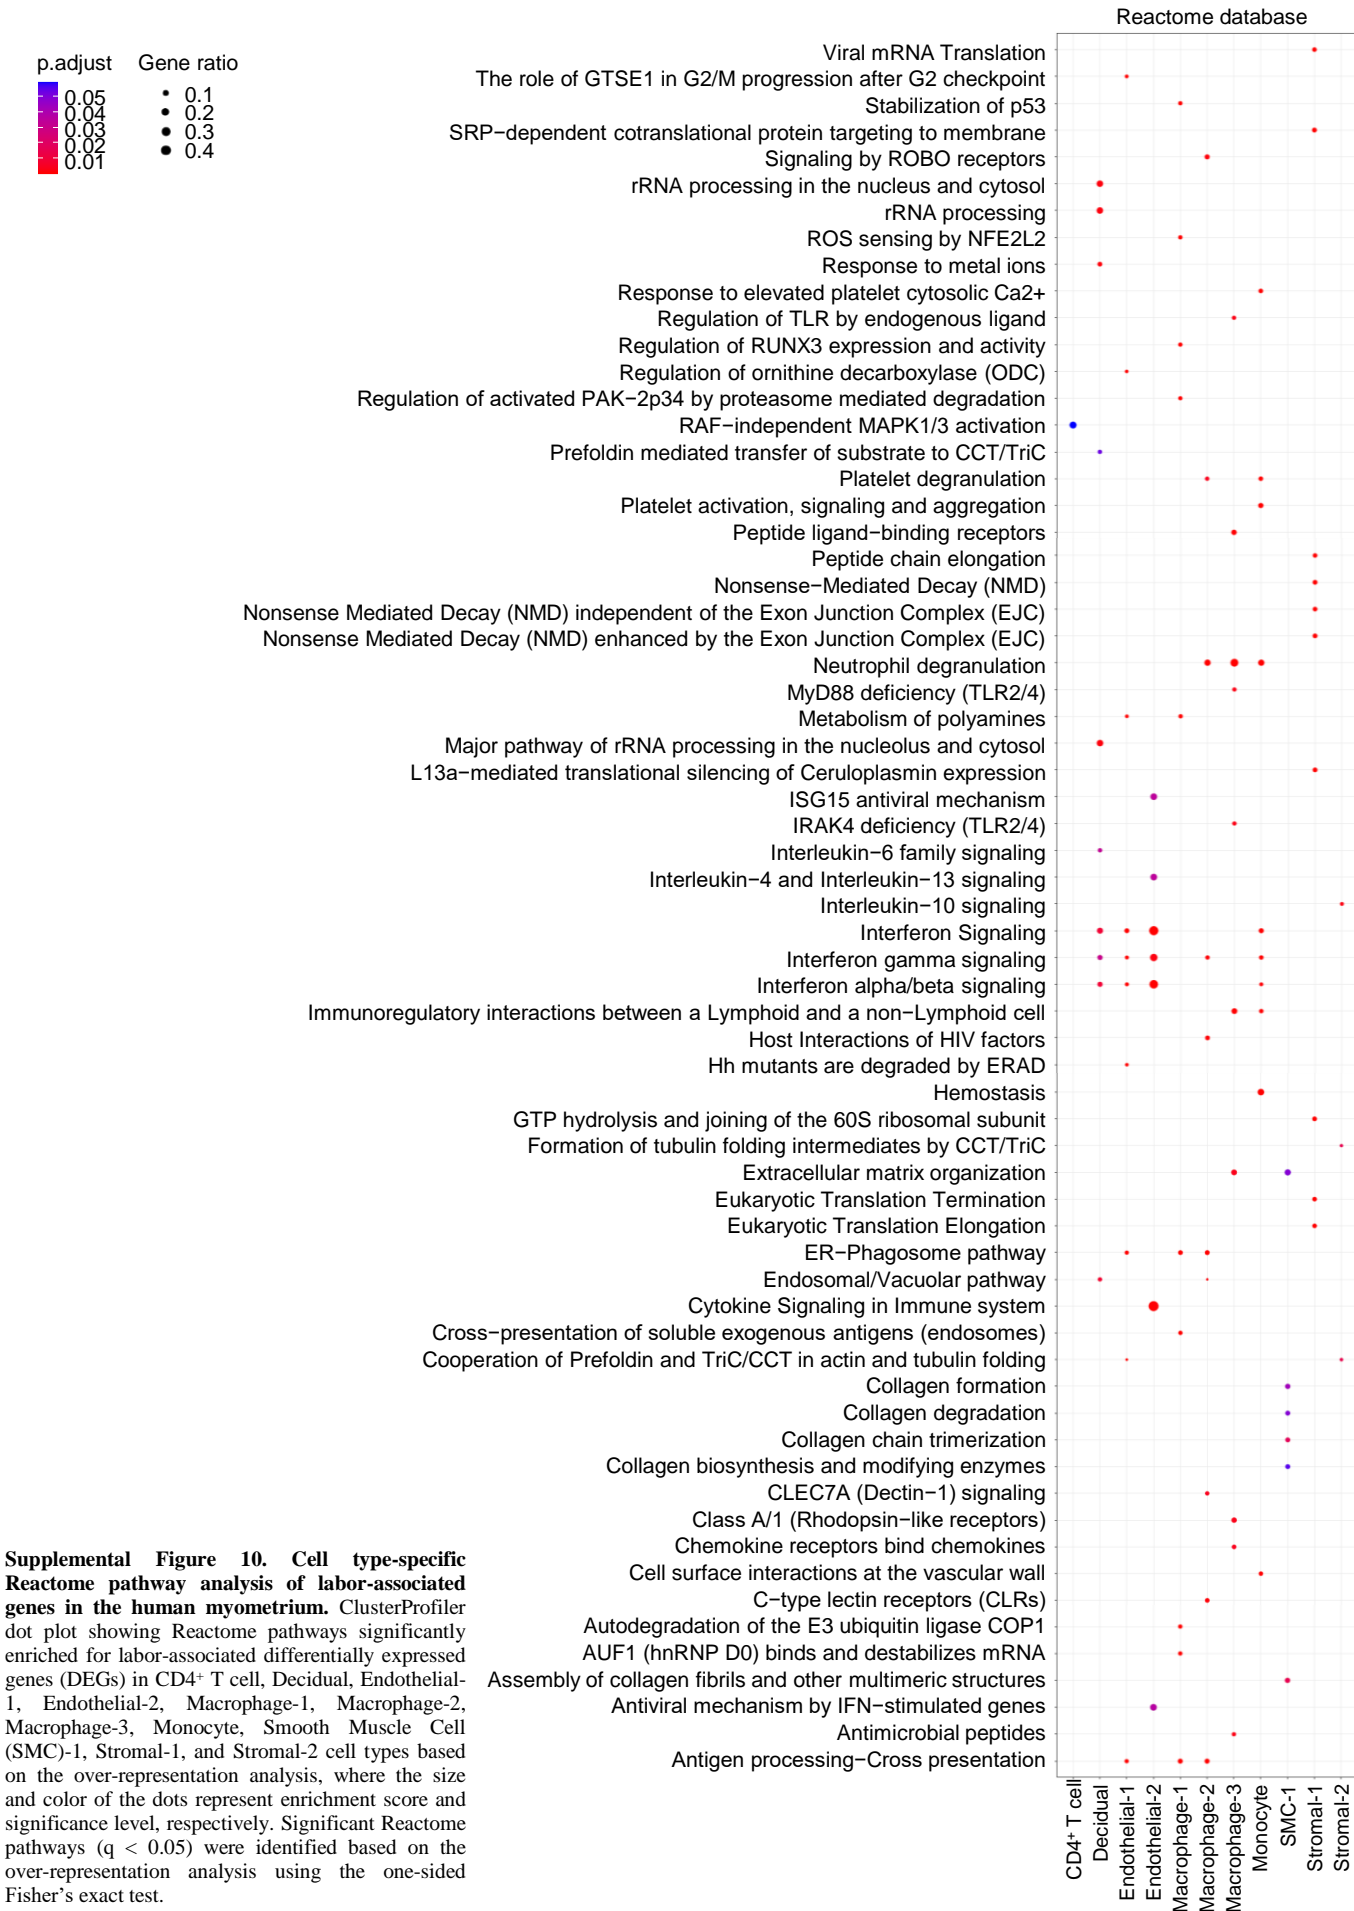 Reactome database
p.adjust
0.05
0.04
0.03
0.02
0.01
Gene ratio
0.1
0.2
0.3
0.4
Viral mRNA Translation
The role of GTSE1 in G2/M progression after G2 checkpoint
Stabilization of p53
SRP−dependent cotranslational protein targeting to membrane
Signaling by ROBO receptors
rRNA processing in the nucleus and cytosol
rRNA processing
ROS sensing by NFE2L2
Response to metal ions
Response to elevated platelet cytosolic Ca2+
Regulation of TLR by endogenous ligand
Regulation of RUNX3 expression and activity
Regulation of ornithine decarboxylase (ODC)
Regulation of activated PAK−2p34 by proteasome mediated degradation
RAF−independent MAPK1/3 activation
Prefoldin mediated transfer of substrate to CCT/TriC
Platelet degranulation
Platelet activation, signaling and aggregation
Peptide ligand−binding receptors
Peptide chain elongation
Nonsense−Mediated Decay (NMD)
Nonsense Mediated Decay (NMD) independent of the Exon Junction Complex (EJC)
Nonsense Mediated Decay (NMD) enhanced by the Exon Junction Complex (EJC)
Neutrophil degranulation
MyD88 deficiency (TLR2/4)
Metabolism of polyamines
Major pathway of rRNA processing in the nucleolus and cytosol
L13a−mediated translational silencing of Ceruloplasmin expression
ISG15 antiviral mechanism
IRAK4 deficiency (TLR2/4)
Interleukin−6 family signaling
Interleukin−4 and Interleukin−13 signaling
Interleukin−10 signaling
Interferon Signaling
Interferon gamma signaling
Interferon alpha/beta signaling
Immunoregulatory interactions between a Lymphoid and a non−Lymphoid cell
Host Interactions of HIV factors
Hh mutants are degraded by ERAD
Hemostasis
GTP hydrolysis and joining of the 60S ribosomal subunit
Formation of tubulin folding intermediates by CCT/TriC
Extracellular matrix organization
Eukaryotic Translation Termination
Eukaryotic Translation Elongation
ER−Phagosome pathway
Endosomal/Vacuolar pathway
Cytokine Signaling in Immune system
Cross−presentation of soluble exogenous antigens (endosomes)
Cooperation of Prefoldin and TriC/CCT in actin and tubulin folding
Collagen formation
Collagen degradation
Collagen chain trimerization
Collagen biosynthesis and modifying enzymes
CLEC7A (Dectin−1) signaling
Class A/1 (Rhodopsin−like receptors)
Chemokine receptors bind chemokines
Cell surface interactions at the vascular wall
C−type lectin receptors (CLRs)
Autodegradation of the E3 ubiquitin ligase COP1
AUF1 (hnRNP D0) binds and destabilizes mRNA
Assembly of collagen fibrils and other multimeric structures
Antiviral mechanism by IFN−stimulated genes
Antimicrobial peptides
Antigen processing−Cross presentation
CD4⁺ T cell
Decidual
Endothelial-1
Endothelial-2
Macrophage-1
Macrophage-2
Macrophage-3
Monocyte
SMC-1
Stromal-1
Stromal-2
Supplemental Figure 10. Cell type-specific
Reactome pathway analysis of labor-associated
genes in the human myometrium. ClusterProfiler
dot plot showing Reactome pathways significantly
enriched for labor-associated differentially expressed
genes (DEGs) in CD4⁺ T cell, Decidual, Endothelial-
1, Endothelial-2, Macrophage-1, Macrophage-2,
Macrophage-3, Monocyte, Smooth Muscle Cell
(SMC)-1, Stromal-1, and Stromal-2 cell types based
on the over-representation analysis, where the size
and color of the dots represent enrichment score and
significance level, respectively. Significant Reactome
pathways (q < 0.05) were identified based on the
over-representation analysis using the one-sided
Fisher’s exact test.